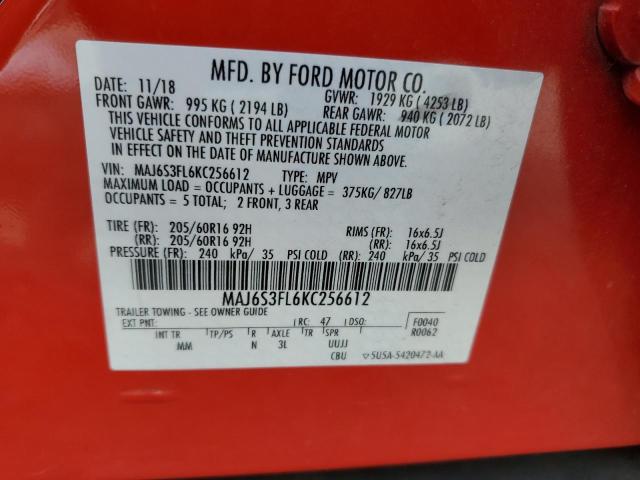 MFD. BY FORD MOTOR CO.
DATE: 11/18 GVWR: 1929 KG ( 4253 LB)
FRONT GAWR: 995 KG ( 2194 LB) REAR GAWR: 940 KG ( 2072 LB)
THIS VEHICLE CONFORMS TO ALL APPLICABLE FEDERAL MOTOR
VEHICLE SAFETY AND THEFT PREVENTION STANDARDS
IN EFFECT ON THE DATE OF MANUFACTURE SHOWN ABOVE.
VIN: MAJ6S3FL6KC256612 TYPE: MPV
MAXIMUM LOAD = OCCUPANTS + LUGGAGE = 375KG/ 827LB
OCCUPANTS = 5 TOTAL; 2 FRONT, 3 REAR
TIRE (FR): 205/60R16 92H RIMS (FR): 16x6.5J
(RR): 205/60R16 92H (RR): 16x6.5J
PRESSURE (FR): 240 kPa/ 35 PSI COLD (RR): 240 kPa/ 35 PSI COLD
MAJ6S3FL6KC256612
TRAILER TOWING - SEE OWNER GUIDE
EXT PNT: RC: 47 DSO: F0040
INT TR TP/PS R AXLE TR SPR R0062
MM N 3L UUJJ
CBU 5U5A-5420472-AA